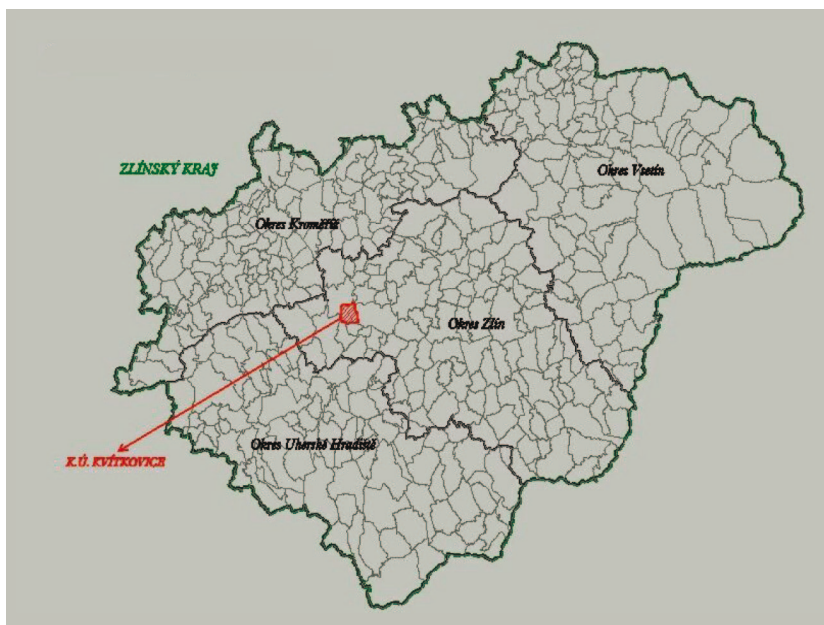 ZLÍNSKÝ KRAJ
Okres Vsetín
Okres Kroměříž
Okres Zlín
Okres Uherské Hradiště
K.Ú. KVÍTKOVICE